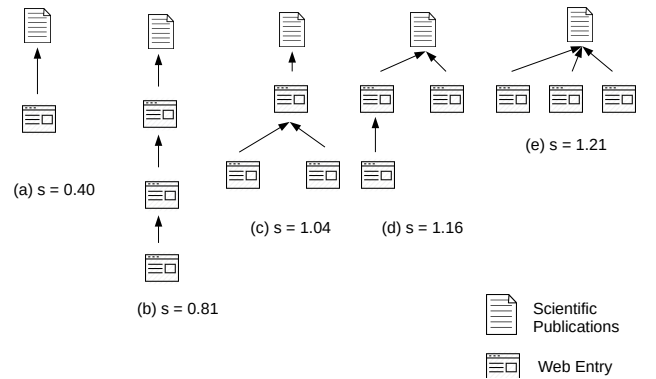 (e) s = 1.21
(a) s = 0.40
(c) s = 1.04
(d) s = 1.16
(b) s = 0.81
Scientific
Publications
Web Entry